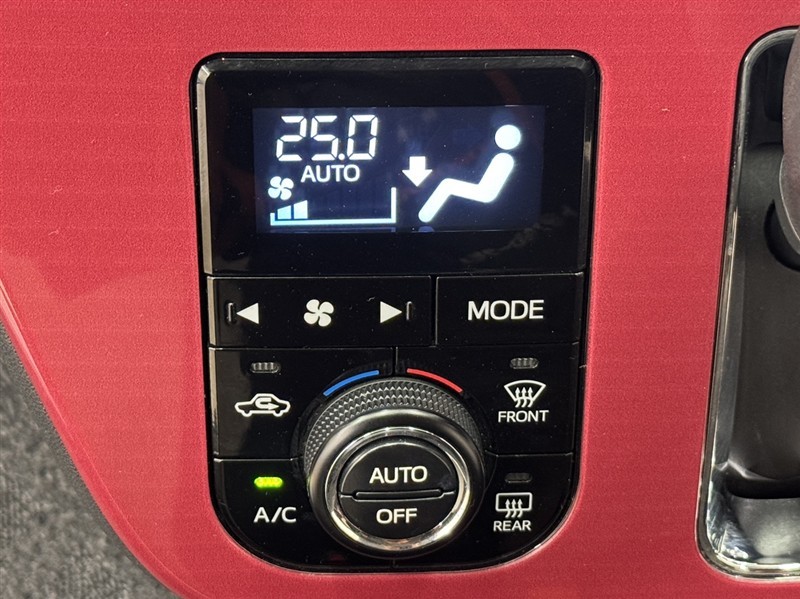 25.0
AUTO
MODE
FRONT
AUTO
A/C
OFF
REAR